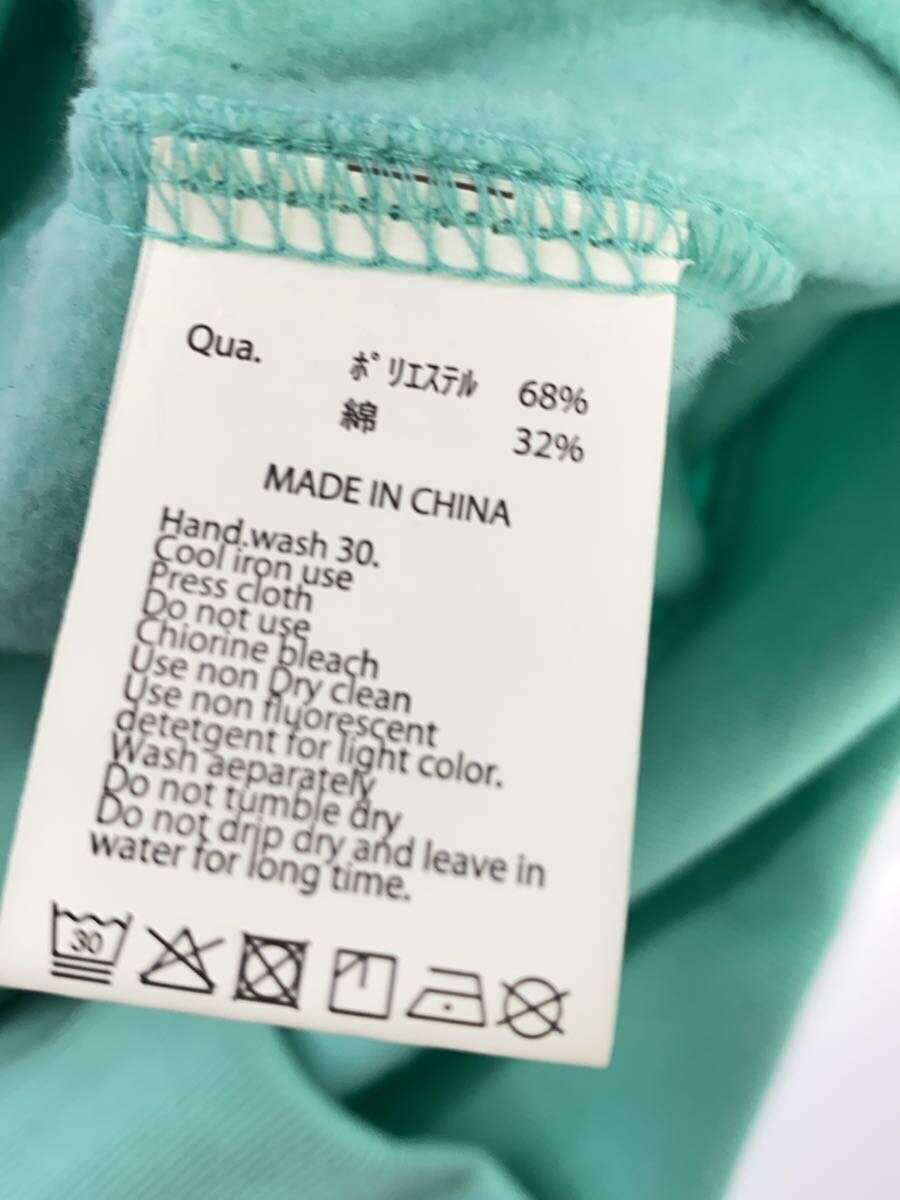 Qua. ポリエステル 68%
綿 32%
MADE IN CHINA
Hand.wash 30.
Cool iron use
Press cloth
Do not use
Chiorine bleach
Use non Dry clean
Use non fluorescent
detetgent for light color.
Wash aeparately
Do not tumble dry
Do not drip dry and leave in
water for long time.
30